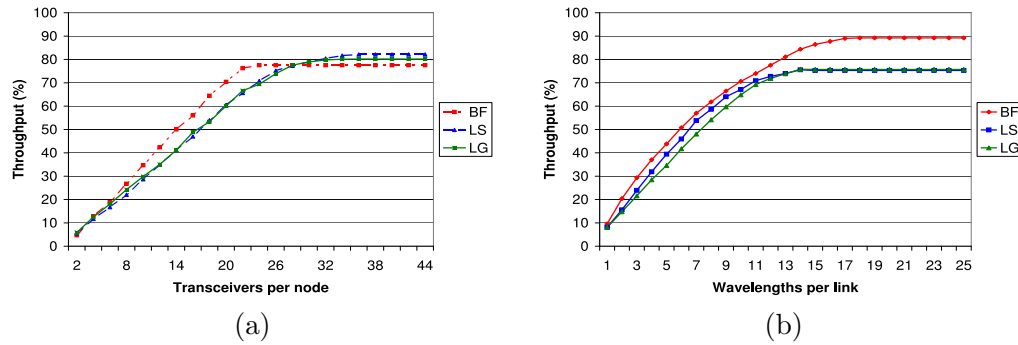 100
90
80
70
60
50
40
30
20
10
0
Throughput (%)
2 8 14 20 26 32 38 44
Transceivers per node
BF
LS
LG
(a)
100
90
80
70
60
50
40
30
20
10
0
Throughput (%)
1 3 5 7 9 11 13 15 17 19 21 23 25
Wavelengths per link
BF
LS
LG
(b)